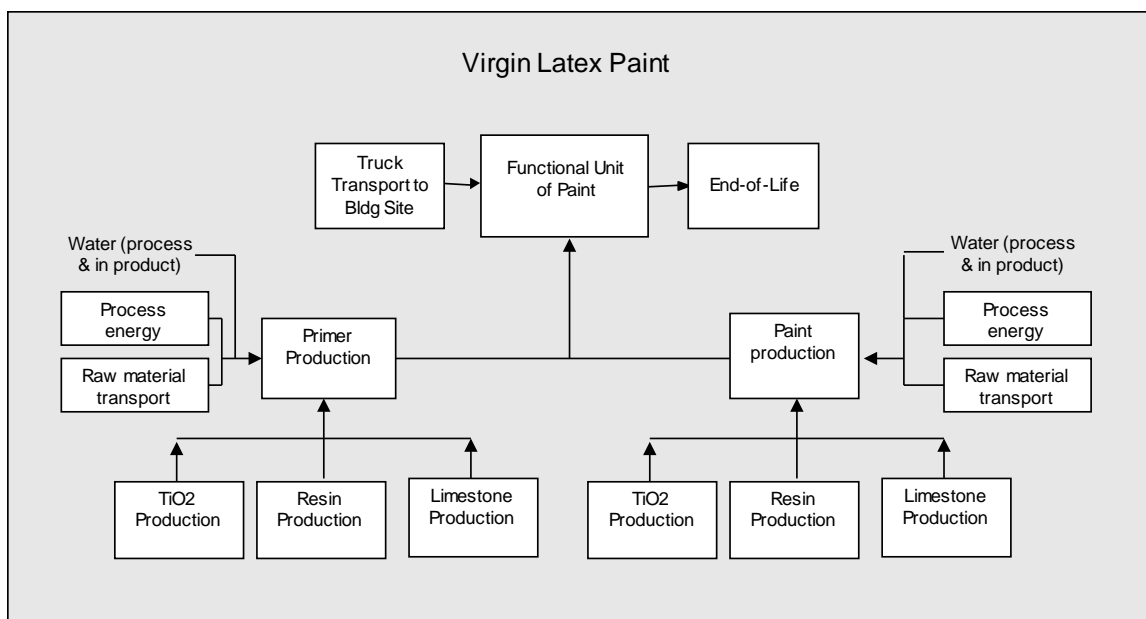 Virgin Latex Paint
Truck
Transport to
Bldg Site
Functional Unit
of Paint
End-of-Life
Water (process
& in product)
Process
energy
Raw material
transport
Primer
Production
Paint
production
Water (process
& in product)
Process
energy
Raw material
transport
TiO2
Production
Resin
Production
Limestone
Production
TiO2
Production
Resin
Production
Limestone
Production